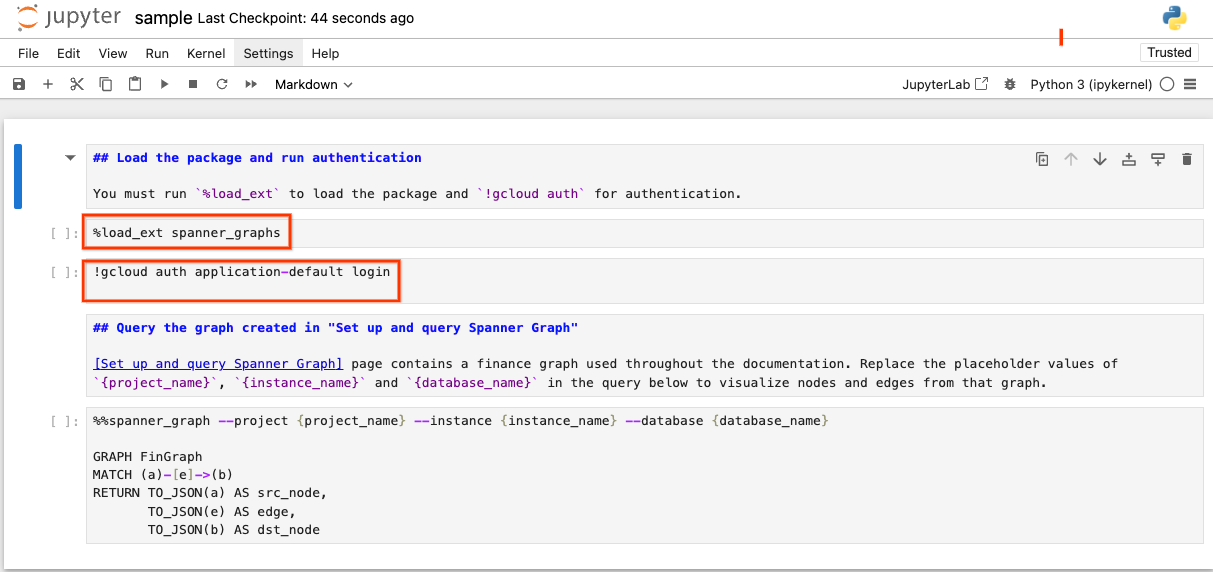 jupyter sample Last Checkpoint: 44 seconds ago
File Edit View Run Kernel Settings Help
Trusted
Markdown
JupyterLab
Python 3 (ipykernel)
## Load the package and run authentication
You must run `%load_ext` to load the package and `!gcloud auth` for authentication.
[ ]: %load_ext spanner_graphs
[ ]: !gcloud auth application-default login
## Query the graph created in "Set up and query Spanner Graph"
[Set up and query Spanner Graph] page contains a finance graph used throughout the documentation. Replace the placeholder values of
`{project_name}`, `{instance_name}` and `{database_name}` in the query below to visualize nodes and edges from that graph.
[ ]: %%spanner_graph --project {project_name} --instance {instance_name} --database {database_name}
GRAPH FinGraph
MATCH (a)-[e]->(b)
RETURN TO_JSON(a) AS src_node,
TO_JSON(e) AS edge,
TO_JSON(b) AS dst_node